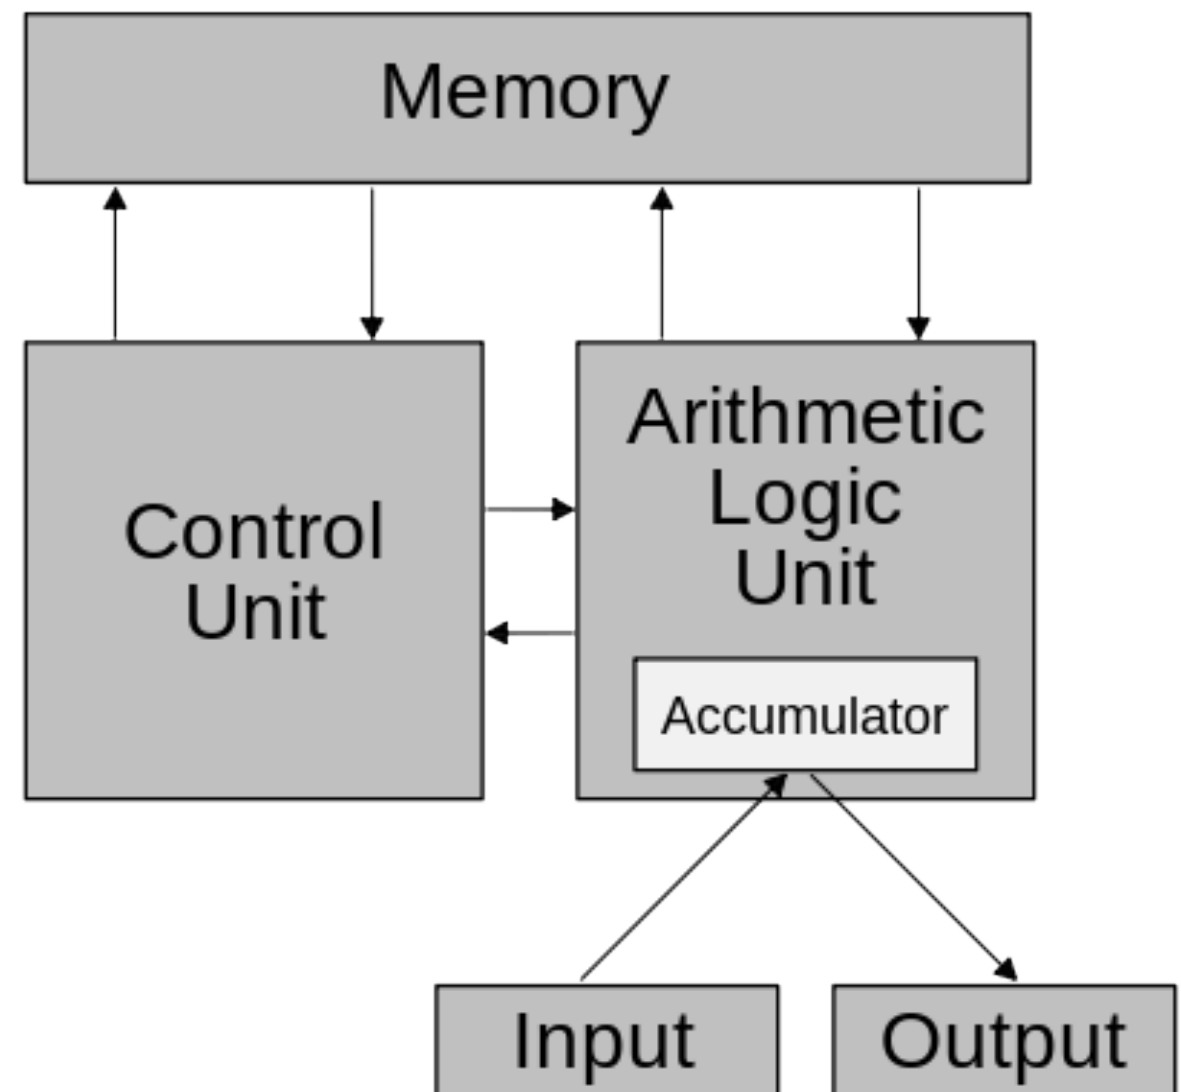 Memory
Control
Unit
Arithmetic
Logic
Unit
Accumulator
Input
Output